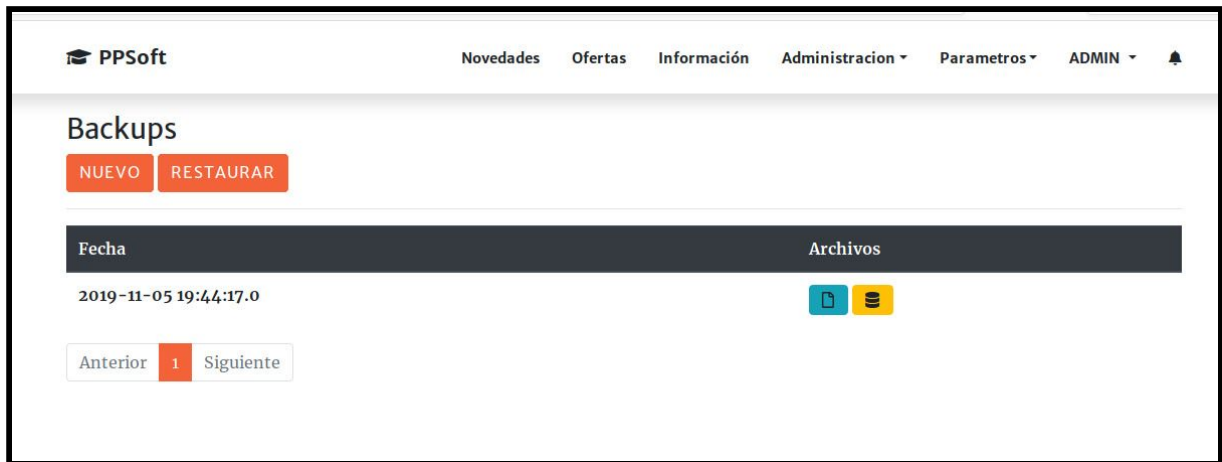 PPSoft Novedades Ofertas Información Administracion Parametros ADMIN
Backups
NUEVO RESTAURAR
Fecha Archivos
2019-11-05 19:44:17.0
Anterior 1 Siguiente